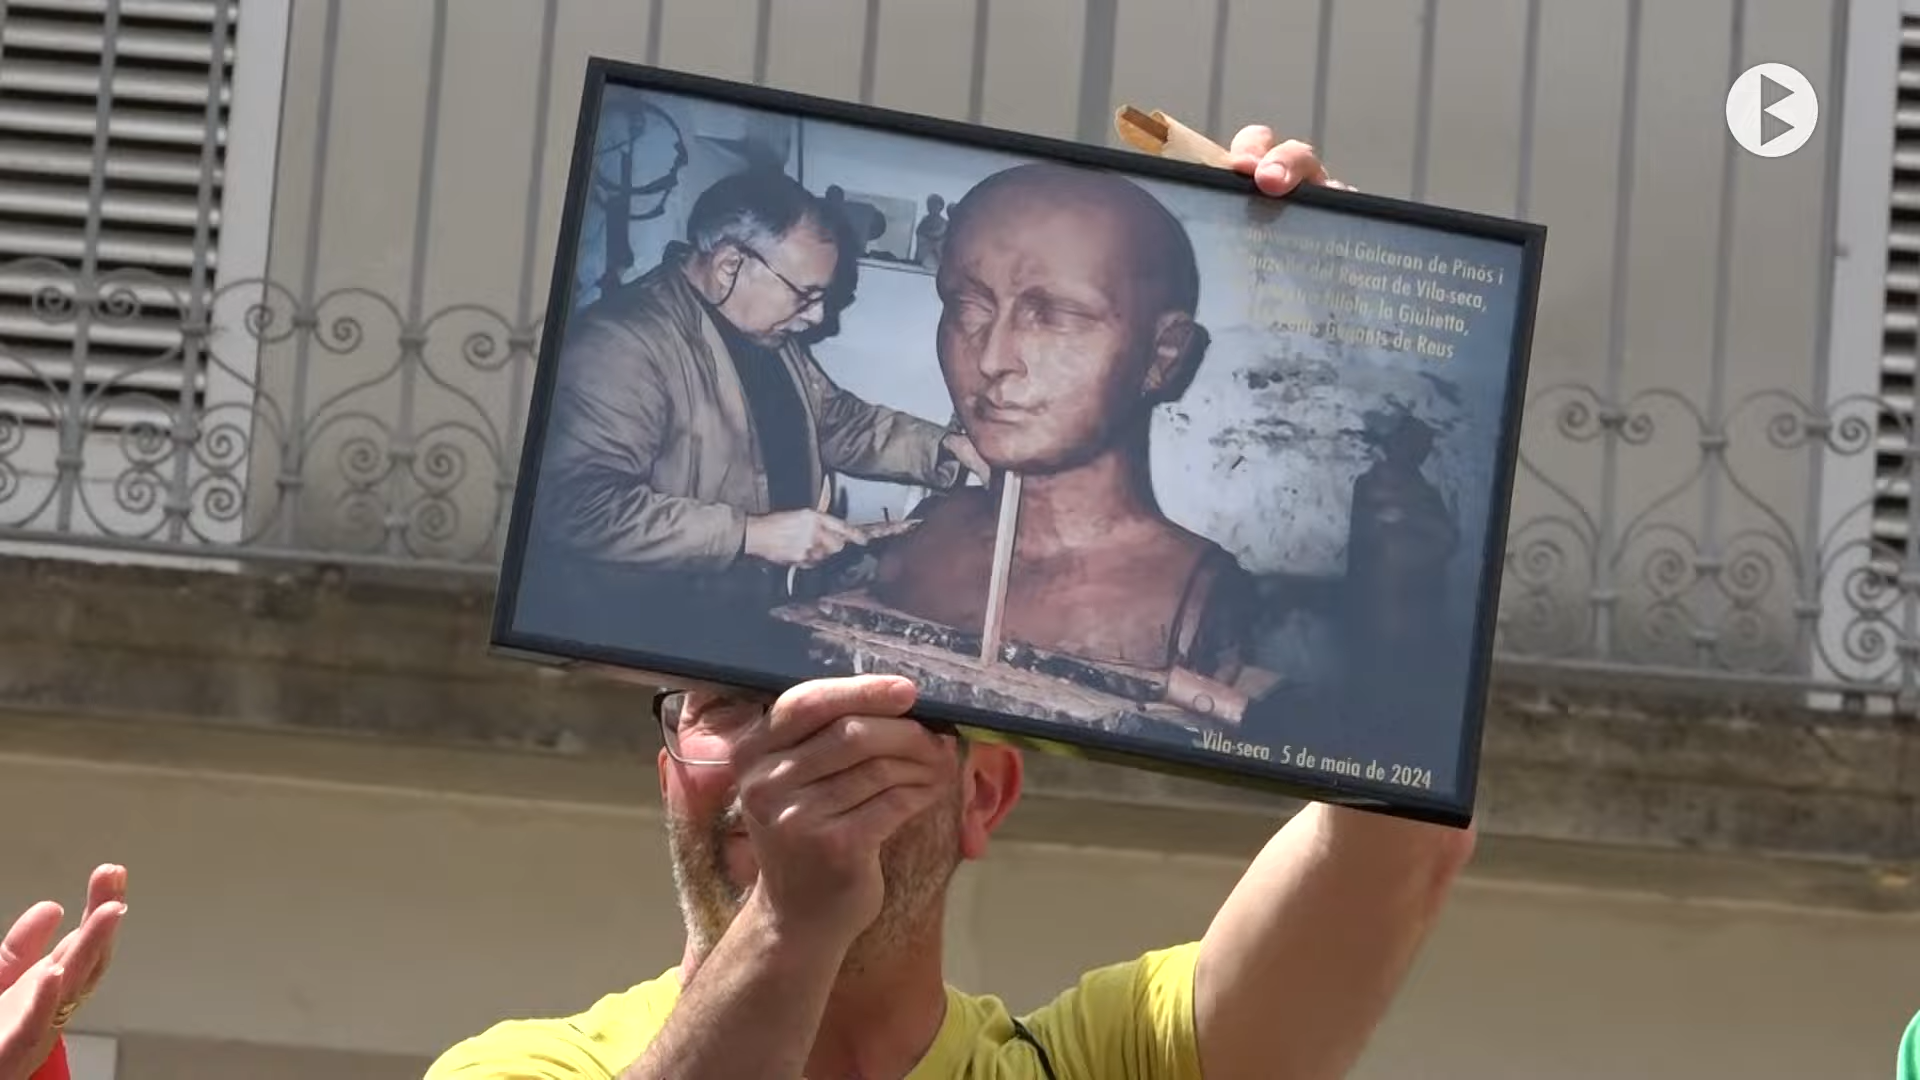 del Galceran de Pinós i
del Rescat de Vila-seca,
la Giulietta,
Gegants de Reus
Vila-seca, 5 de maig de 2024